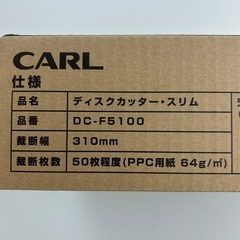 CARL
仕様
品名 ディスクカッター・スリム
品番 DC-F5100
裁断幅 310mm
裁断枚数 50枚程度(PPC用紙 64g/㎡)